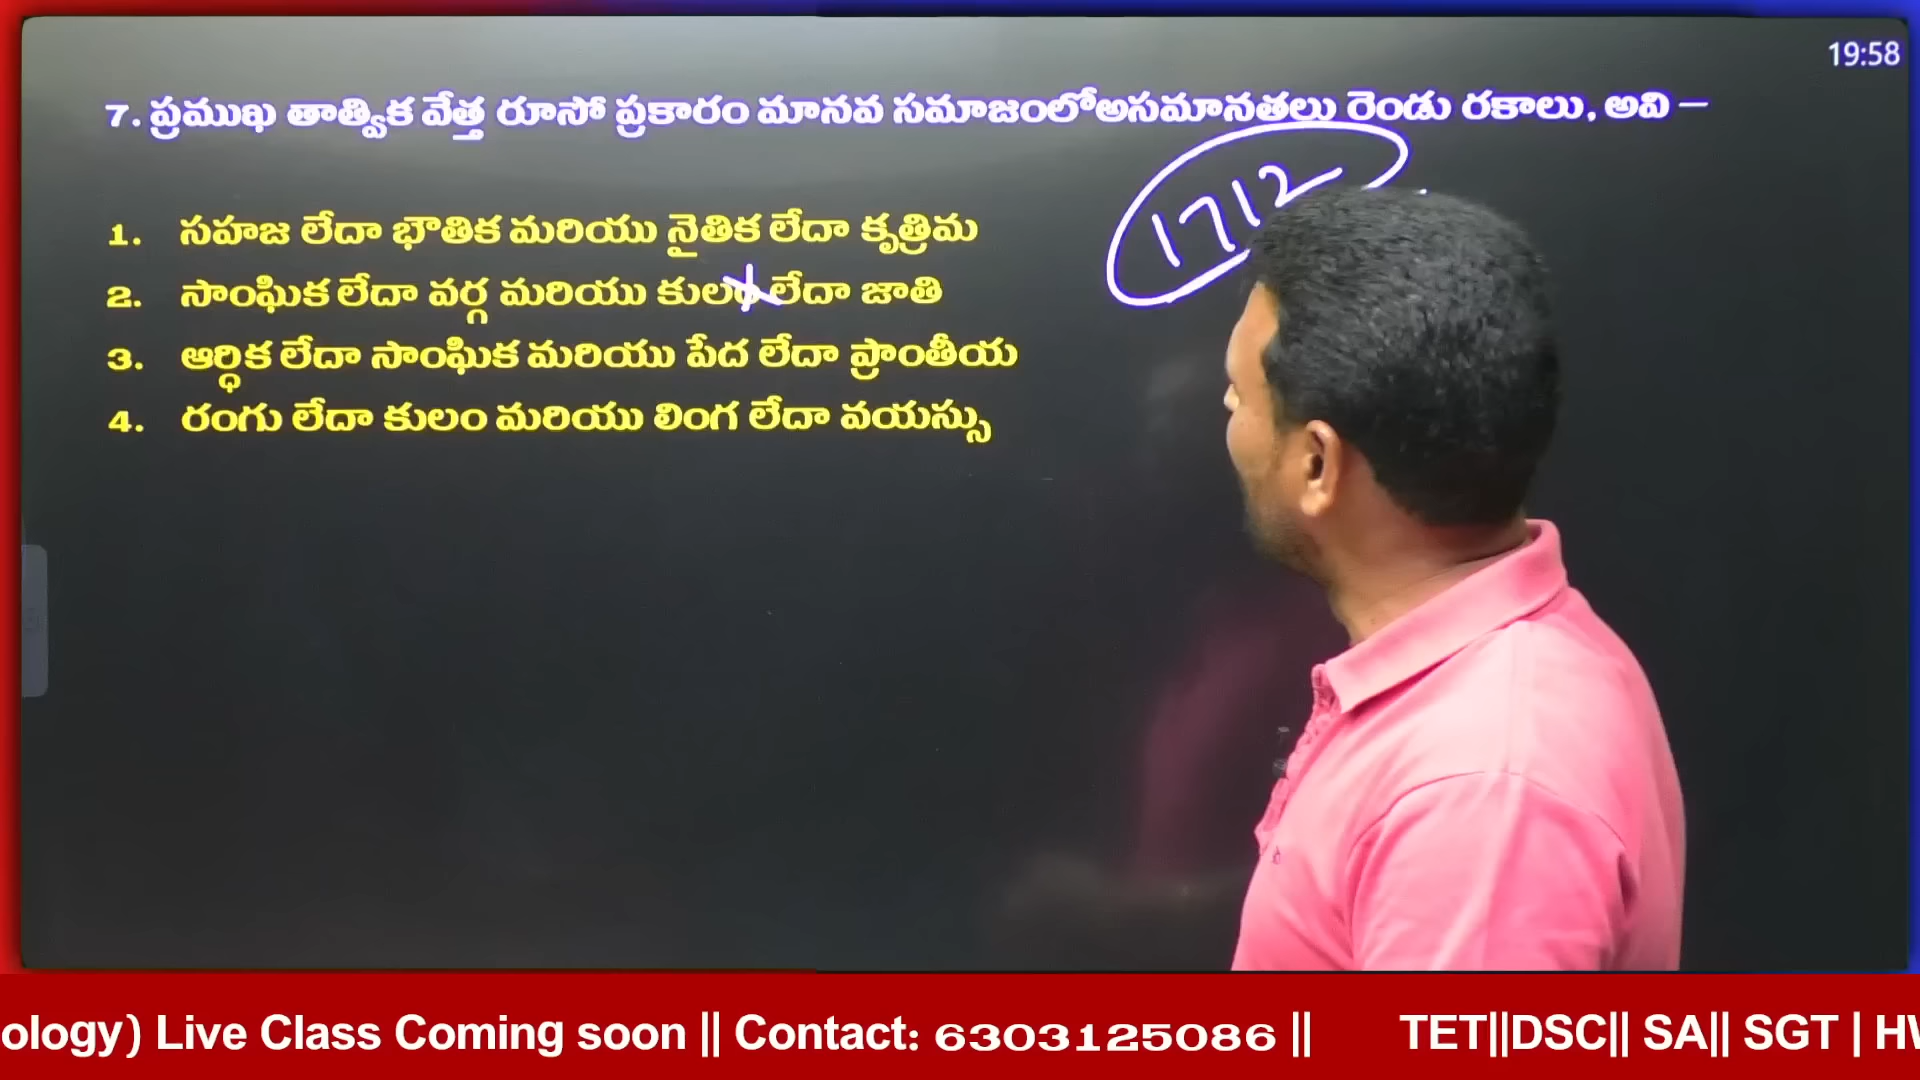 19:58
7. ప్రముఖ తాత్విక వేత్త రూసో ప్రకారం మానవ సమాజంలోఅసమానతలు రెండు రకాలు, అవి –
1712
1. సహజ లేదా భౌతిక మరియు నైతిక లేదా కృత్రిమ
2. సాంఘిక లేదా వర్గ మరియు కులం లేదా జాతి
3. ఆర్ధిక లేదా సాంఘిక మరియు పేద లేదా ప్రాంతీయ
4. రంగు లేదా కులం మరియు లింగ లేదా వయస్సు
ology) Live Class Coming soon || Contact: 6303125086 || TET||DSC|| SA|| SGT | HW